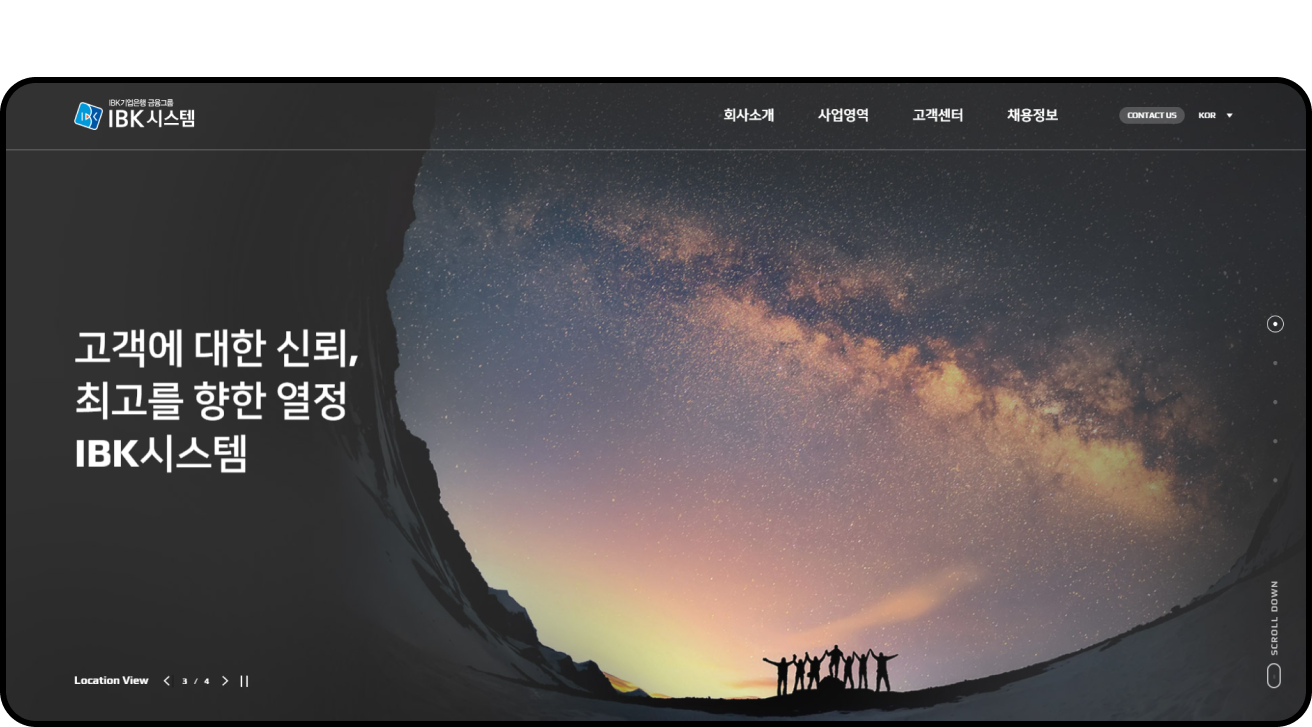 IBK기업은행 금융그룹
IBK시스템
회사소개 사업영역 고객센터 채용정보 CONTACT US KOR
고객에 대한 신뢰,
최고를 향한 열정
IBK시스템
SCROLL DOWN
Location View 3 / 4